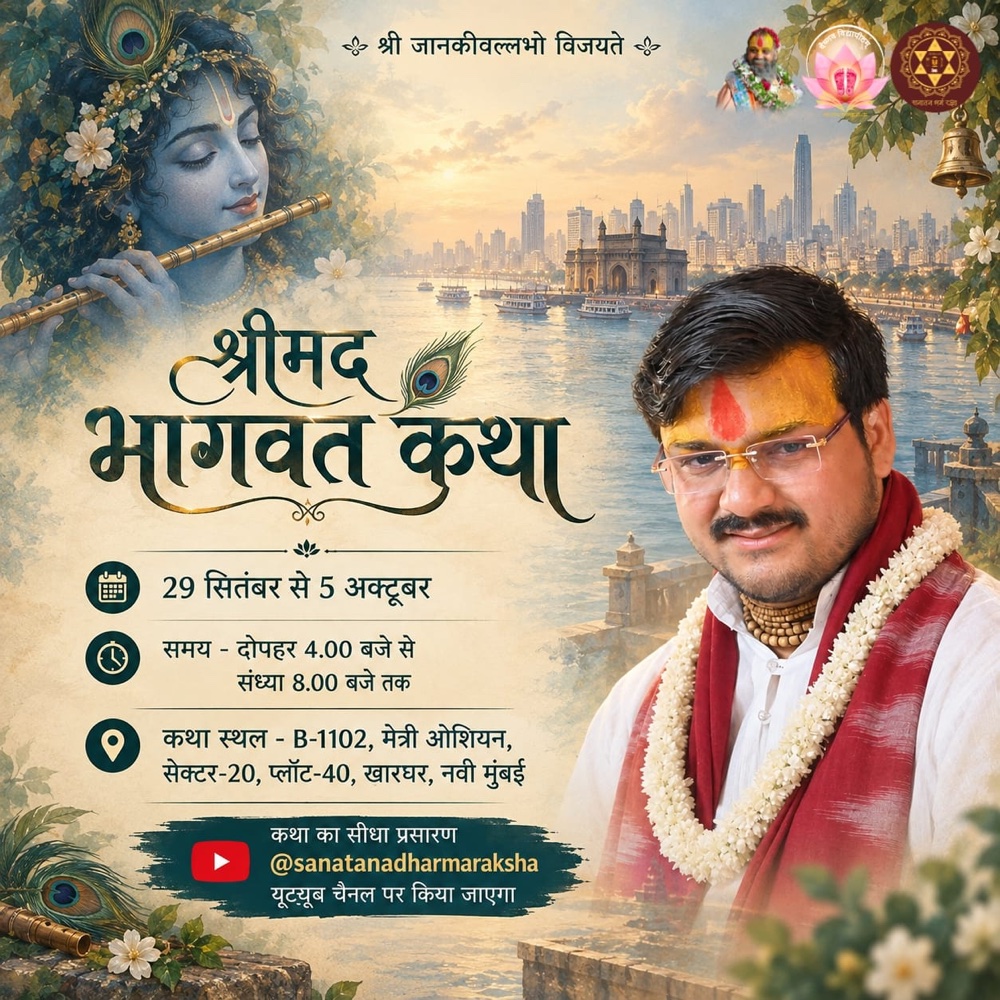 श्री जानकीवल्लभो विजयते
श्रीमद
भागवत कथा
29 सितंबर से 5 अक्टूबर
समय - दोपहर 4.00 बजे से
संध्या 8.00 बजे तक
कथा स्थल - B-1102, मेत्री ओशियन,
सेक्टर-20, प्लॉट-40, खारघर, नवी मुंबई
कथा का सीधा प्रसारण
@sanatanadharmaraksha
यूट्यूब चैनल पर किया जाएगा